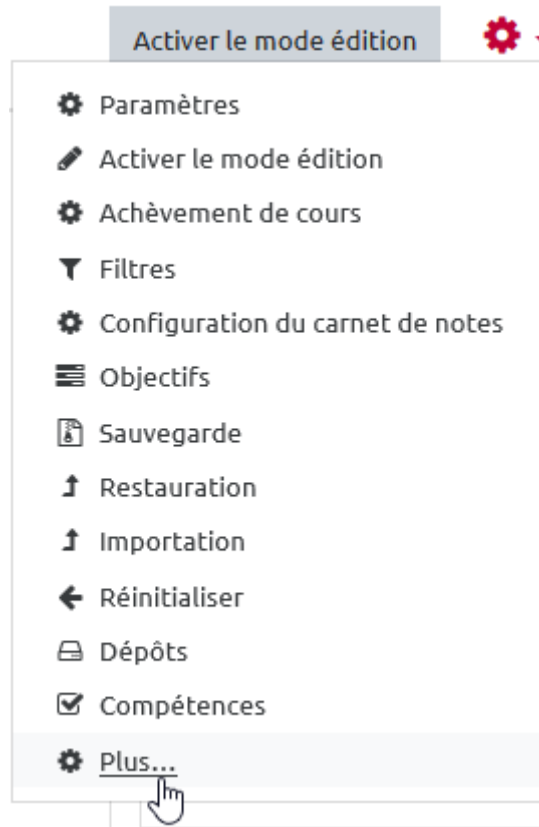 Activer le mode édition
Paramètres
Activer le mode édition
Achèvement de cours
Filtres
Configuration du carnet de notes
Objectifs
Sauvegarde
Restauration
Importation
Réinitialiser
Dépôts
Compétences
Plus...